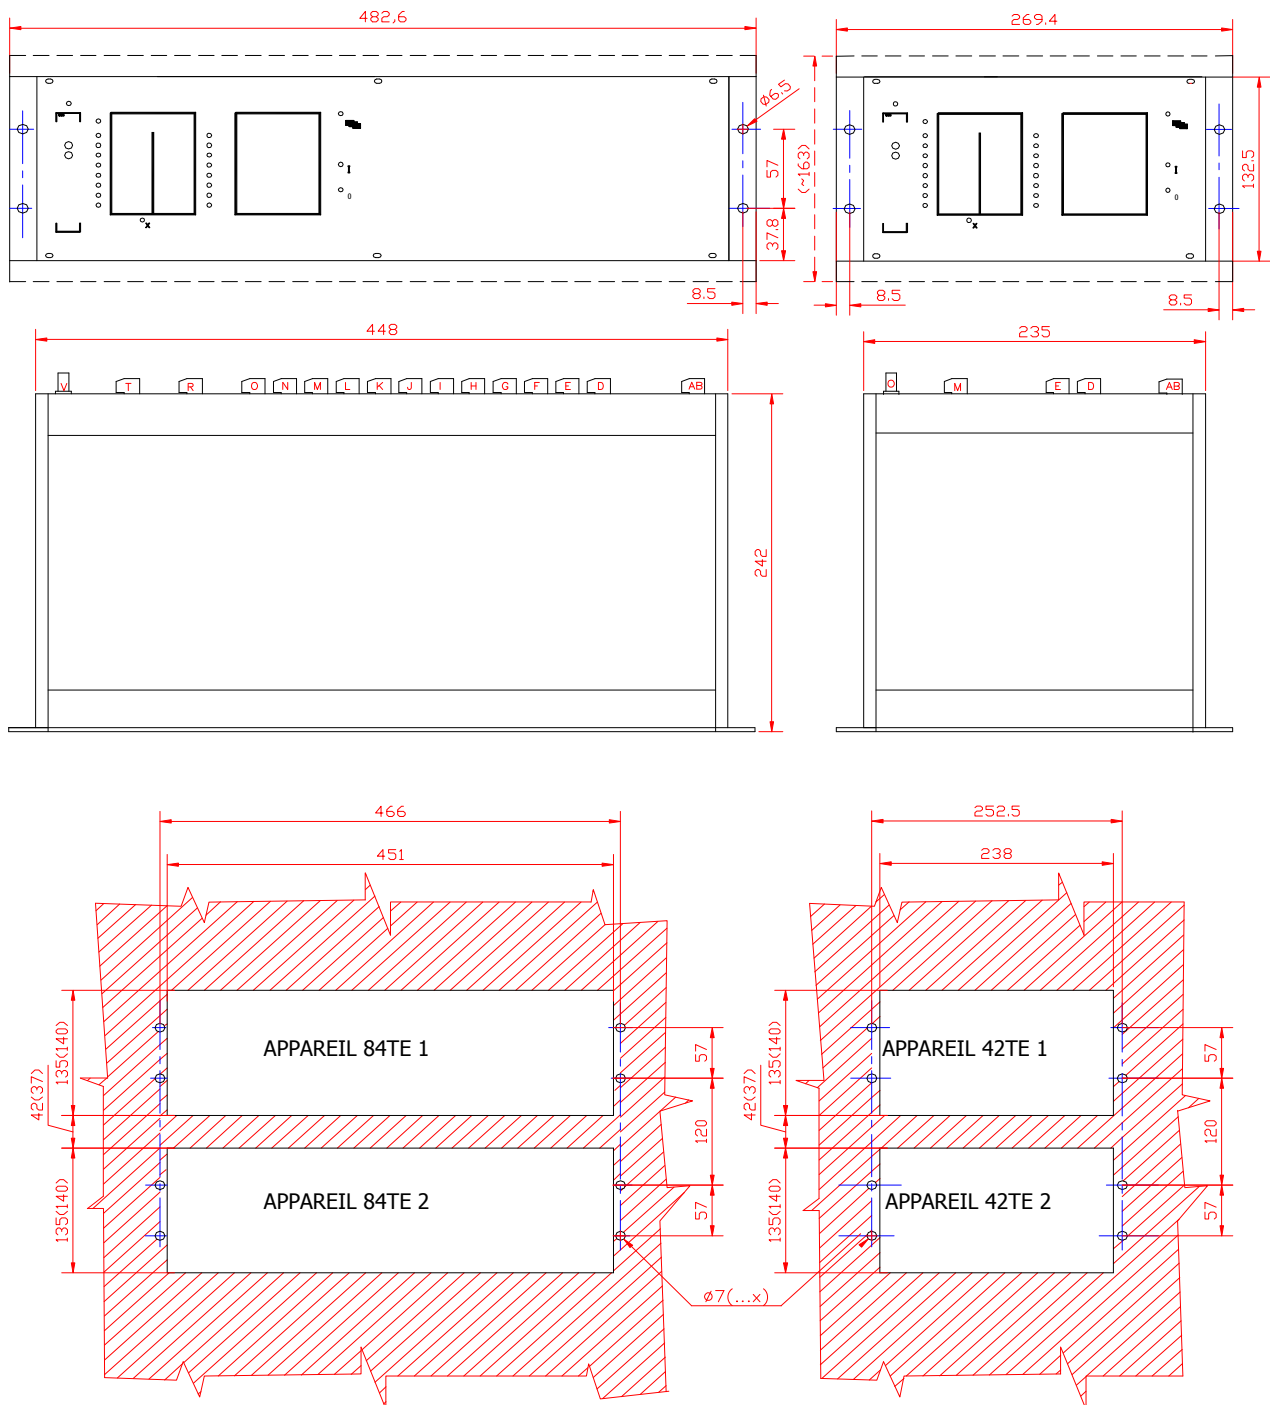 482,6
269.4
Ø6.5
57
37.8
8.5
(~163)
132.5
8.5
8.5
I
0
x
x
448
235
V T R O N M L K J I H G F E D AB
O M E D AB
242
466
252.5
451
238
135(140)
42(37)
135(140)
APPAREIL 84TE 1
APPAREIL 84TE 2
57
120
57
135(140)
42(37)
135(140)
APPAREIL 42TE 1
APPAREIL 42TE 2
57
120
57
Ø7(...x)